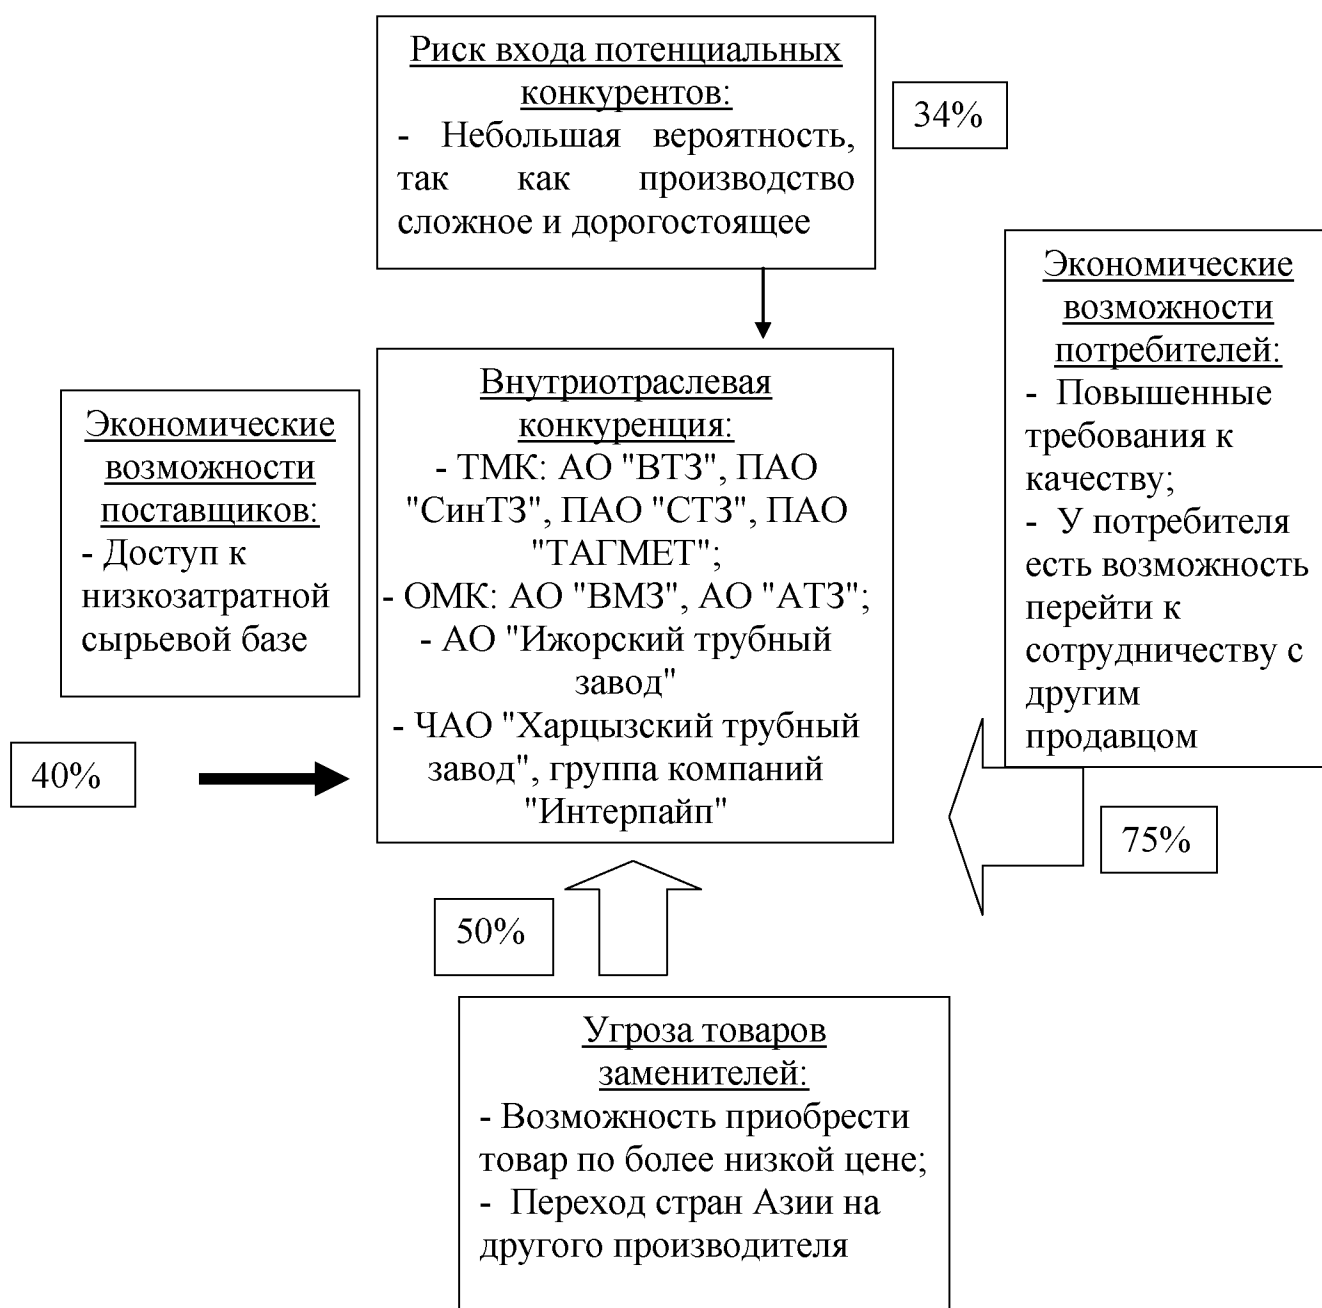 Риск входа потенциальных
конкурентов:
- Небольшая вероятность,
так как производство
сложное и дорогостоящее
34%
Экономические
возможности
потребителей:
- Повышенные
требования к
качеству;
- У потребителя
есть возможность
перейти к
сотрудничеству с
другим
продавцом
75%
Экономические
возможности
поставщиков:
- Доступ к
низкозатратной
сырьевой базе
40%
Внутриотраслевая
конкуренция:
- ТМК: АО "ВТЗ", ПАО
"СинТЗ", ПАО "СТЗ", ПАО
"ТАГМЕТ";
- ОМК: АО "ВМЗ", АО "АТЗ";
- АО "Ижорский трубный
завод"
- ЧАО "Харцызский трубный
завод", группа компаний
"Интерпайп"
50%
Угроза товаров
заменителей:
- Возможность приобрести
товар по более низкой цене;
- Переход стран Азии на
другого производителя